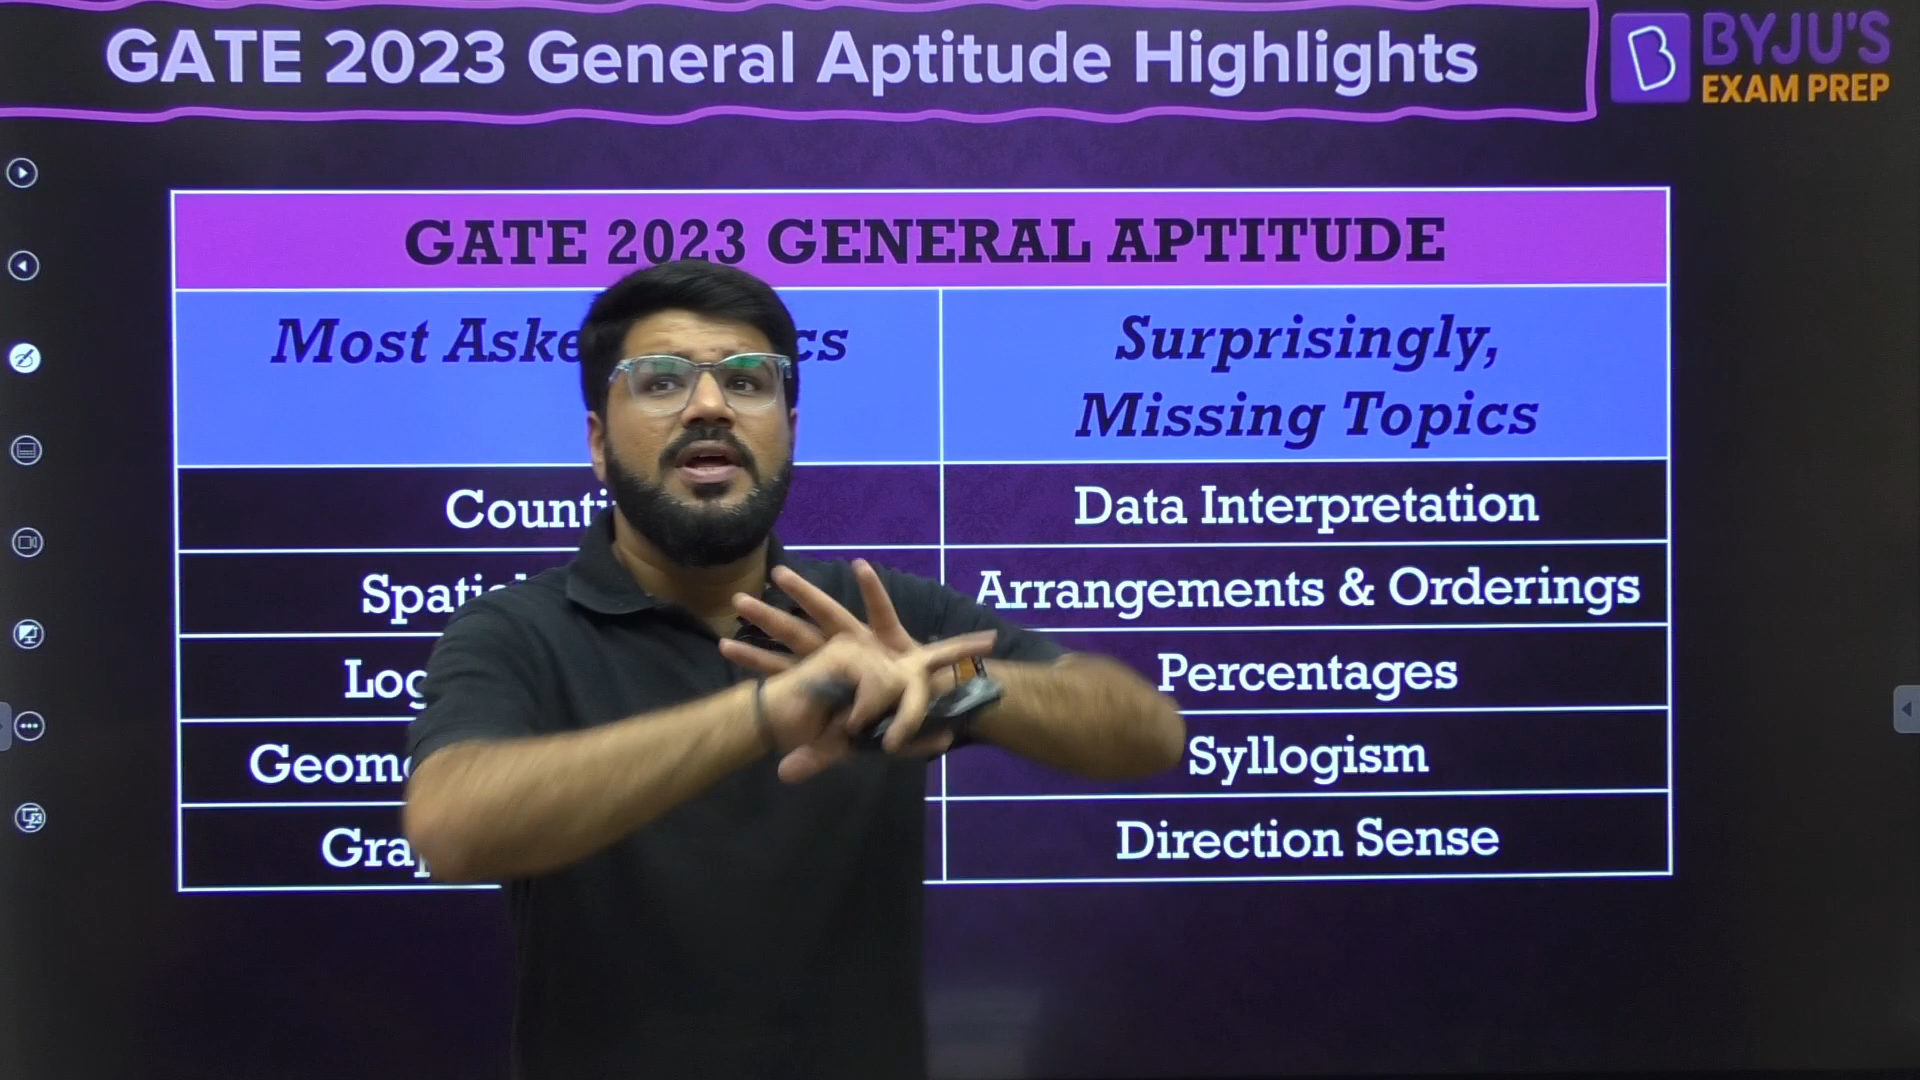 GATE 2023 General Aptitude Highlights
BYJU'S
EXAM PREP
GATE 2023 GENERAL APTITUDE
Most
Surprisingly,
Missing Topics
Data Interpretation
Arrangements & Orderings
Percentages
Syllogism
Direction Sense